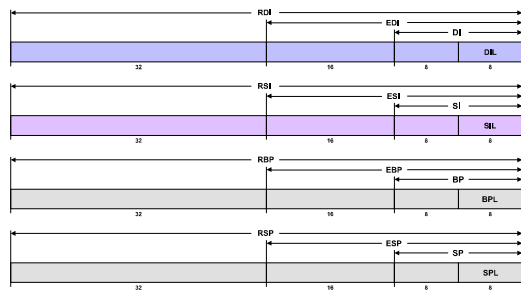 RDI
EDI
DI
DIL
32 16 8 8
RSI
ESI
SI
SIL
32 16 8 8
RBP
EBP
BP
BPL
32 16 8 8
RSP
ESP
SP
SPL
32 16 8 8